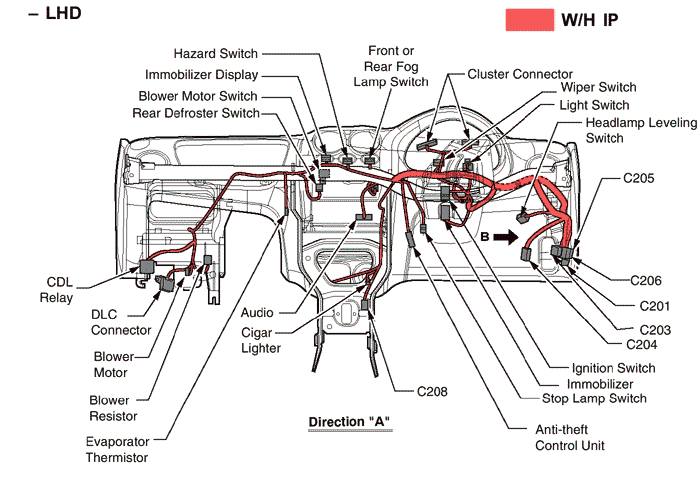 – LHD
W/H IP
Hazard Switch
Immobilizer Display
Blower Motor Switch
Rear Defroster Switch
Front or
Rear Fog
Lamp Switch
Cluster Connector
Wiper Switch
Light Switch
Headlamp Leveling
Switch
C205
B
C206
C201
C203
C204
CDL
Relay
DLC
Connector
Audio
Cigar
Lighter
Blower
Motor
Ignition Switch
Immobilizer
C208
Stop Lamp Switch
Blower
Resistor
Direction "A"
Anti-theft
Control Unit
Evaporator
Thermistor